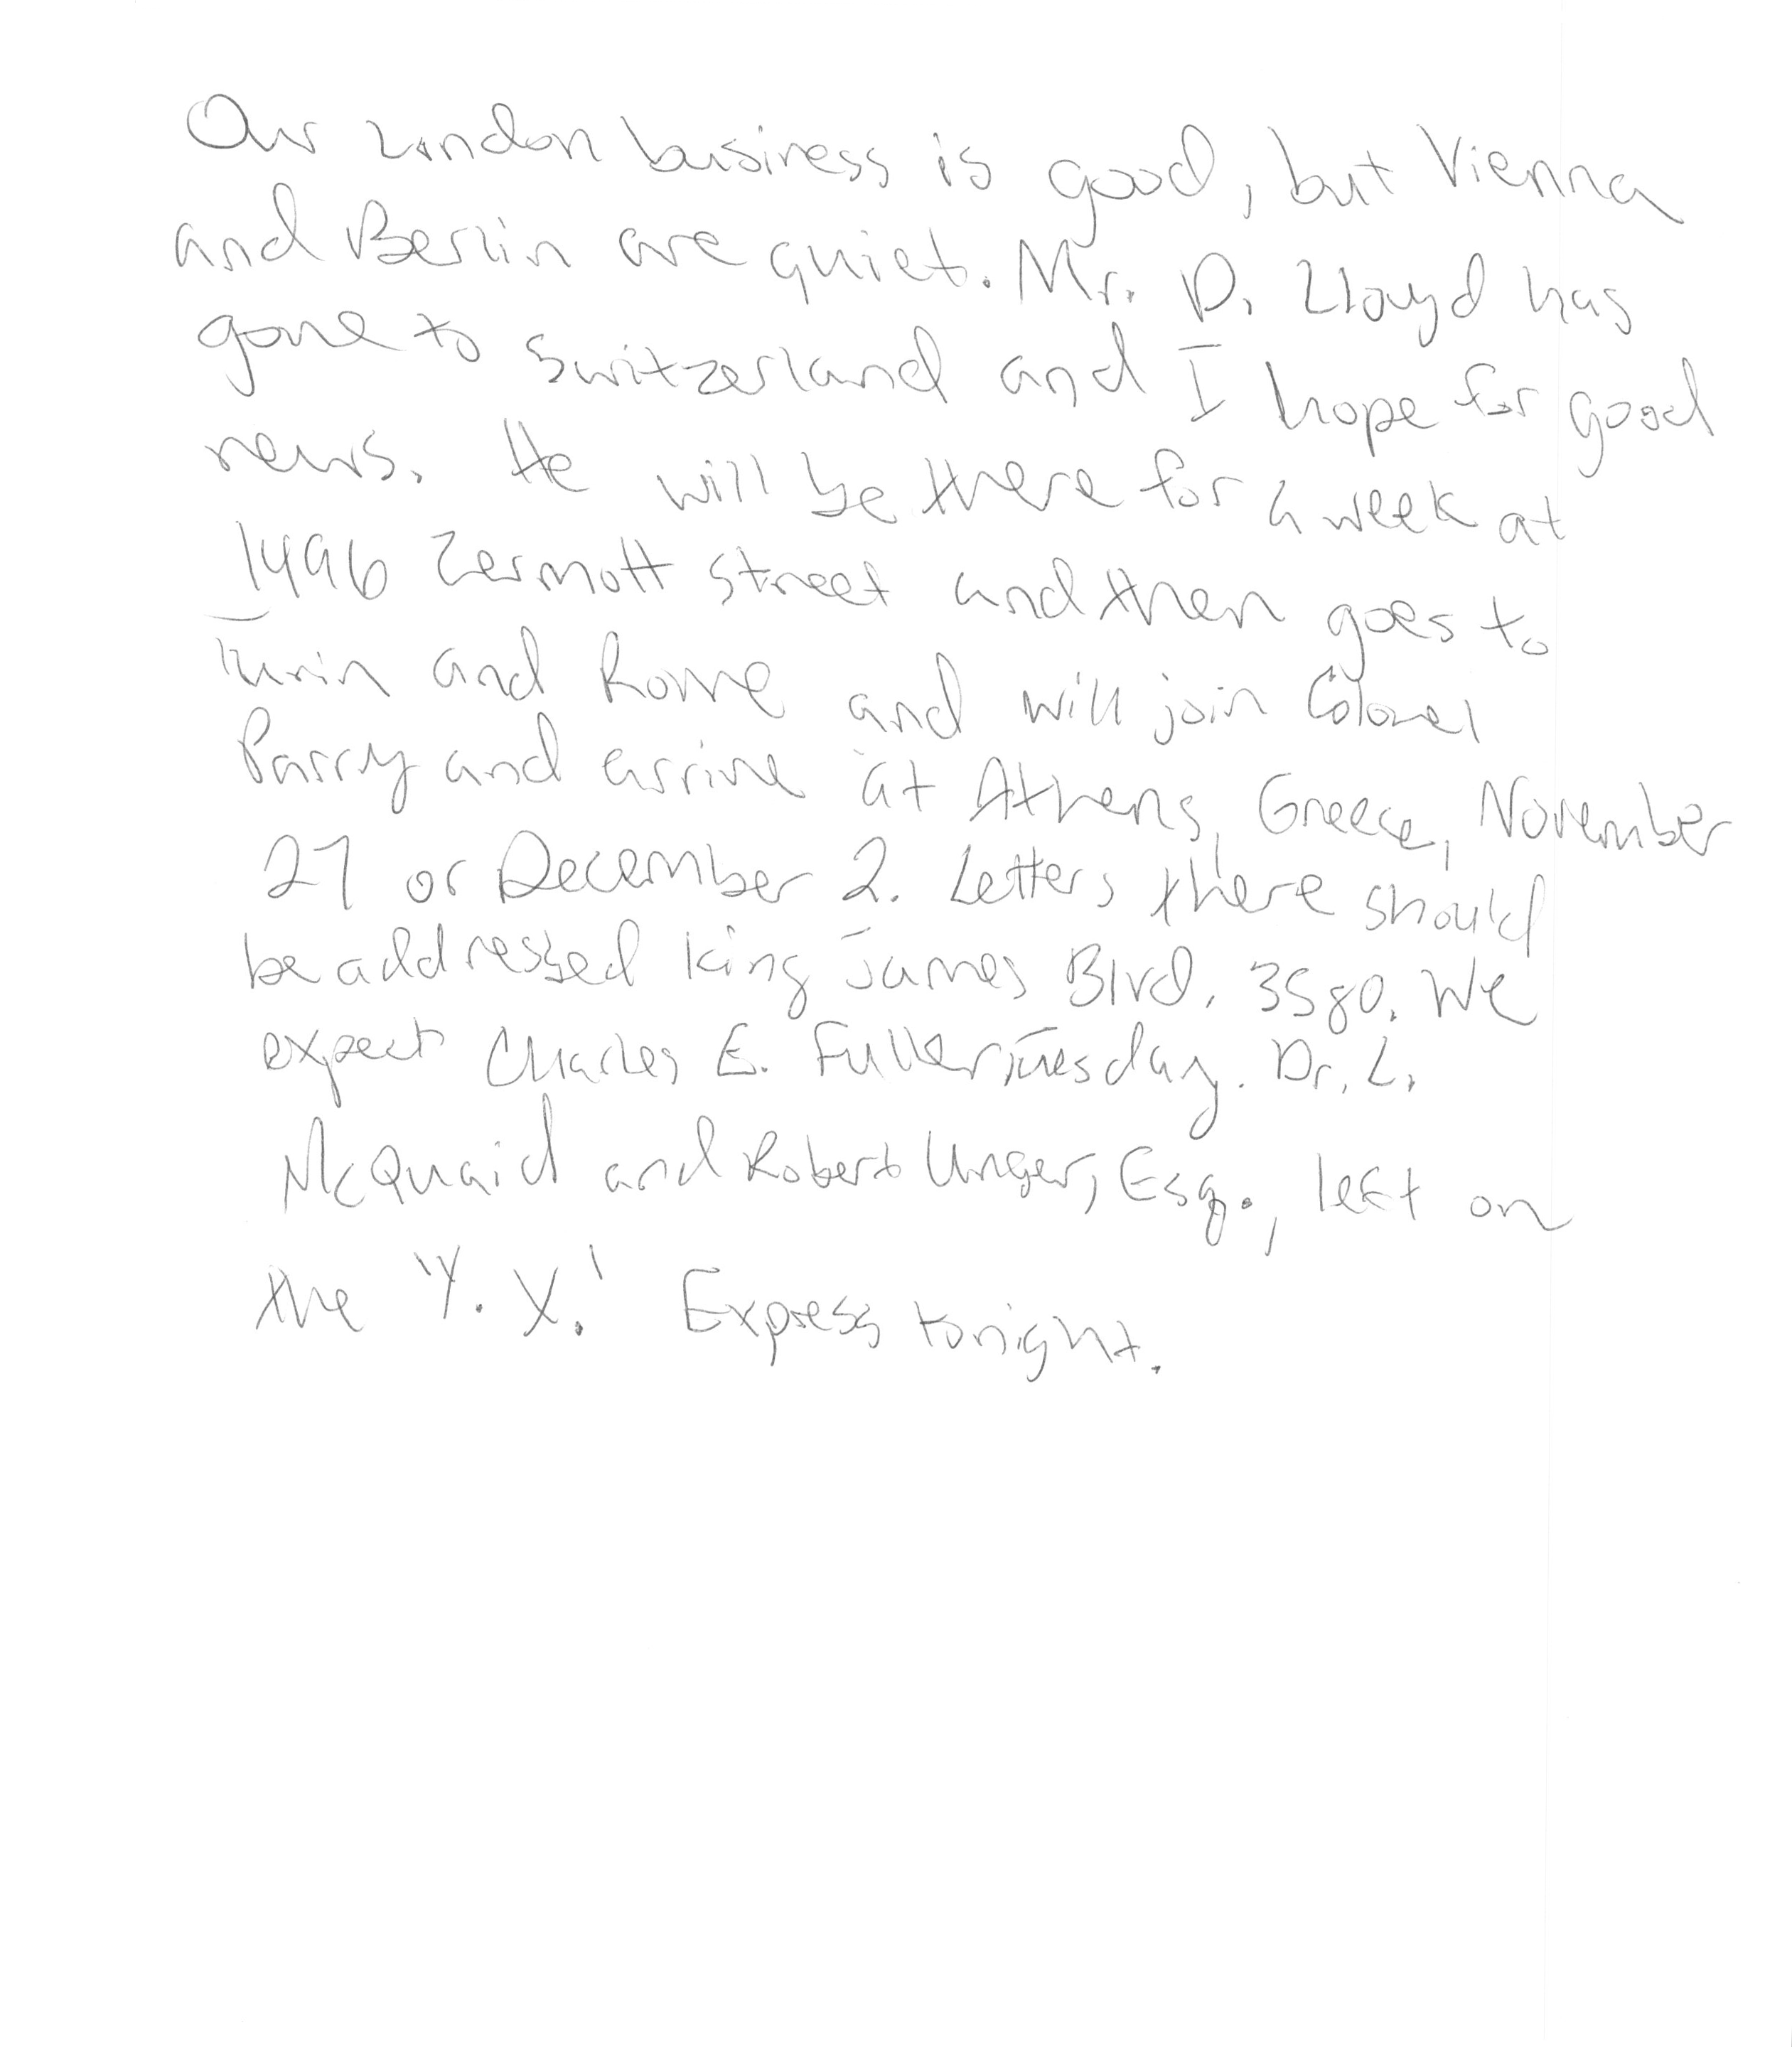 Our London business is good, but Vienna
and Berlin are quiet. Mr. D. Lloyd has
gone to Switzerland and I hope for good
news. He will be there for a week at
1496 Zermott Street and then goes to
Turin and Rome and will join Colonel
Parry and arrive at Athens, Greece, November
27 or December 2. Letters there should
be addressed King James Blvd. 3580. We
expect Charles E. Fuller Tuesday. Dr. L.
McQuaid and Robert Unger, Esq., left on
the 'Y. X.' Express tonight.